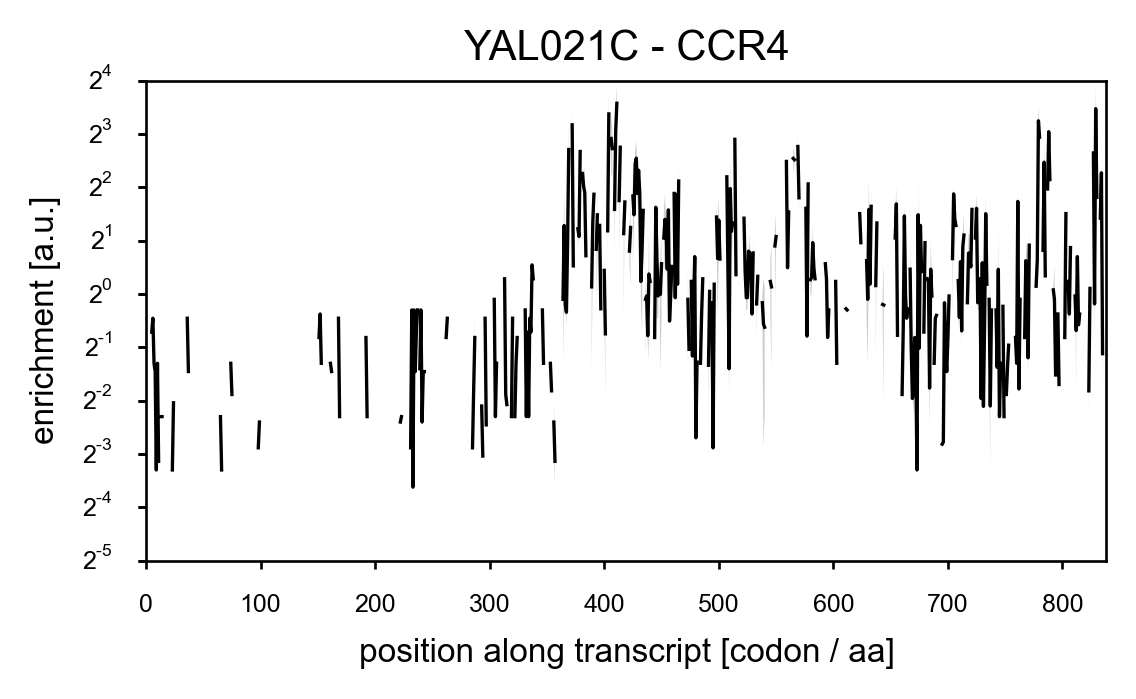 YAL021C - CCR4
enrichment [a.u.]
2^4
2^3
2^2
2^1
2^0
2^-1
2^-2
2^-3
2^-4
2^-5
0 100 200 300 400 500 600 700 800
position along transcript [codon / aa]